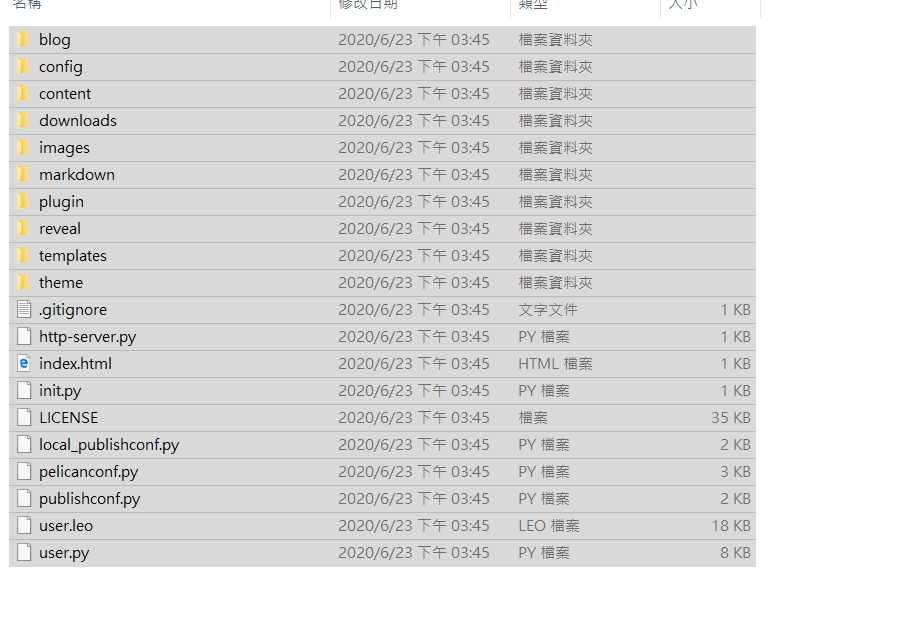 名稱 修改日期 類型 大小
blog 2020/6/23 下午 03:45 檔案資料夾
config 2020/6/23 下午 03:45 檔案資料夾
content 2020/6/23 下午 03:45 檔案資料夾
downloads 2020/6/23 下午 03:45 檔案資料夾
images 2020/6/23 下午 03:45 檔案資料夾
markdown 2020/6/23 下午 03:45 檔案資料夾
plugin 2020/6/23 下午 03:45 檔案資料夾
reveal 2020/6/23 下午 03:45 檔案資料夾
templates 2020/6/23 下午 03:45 檔案資料夾
theme 2020/6/23 下午 03:45 檔案資料夾
.gitignore 2020/6/23 下午 03:45 文字文件 1 KB
http-server.py 2020/6/23 下午 03:45 PY 檔案 1 KB
index.html 2020/6/23 下午 03:45 HTML 檔案 1 KB
init.py 2020/6/23 下午 03:45 PY 檔案 1 KB
LICENSE 2020/6/23 下午 03:45 檔案 35 KB
local_publishconf.py 2020/6/23 下午 03:45 PY 檔案 2 KB
pelicanconf.py 2020/6/23 下午 03:45 PY 檔案 3 KB
publishconf.py 2020/6/23 下午 03:45 PY 檔案 2 KB
user.leo 2020/6/23 下午 03:45 LEO 檔案 18 KB
user.py 2020/6/23 下午 03:45 PY 檔案 8 KB